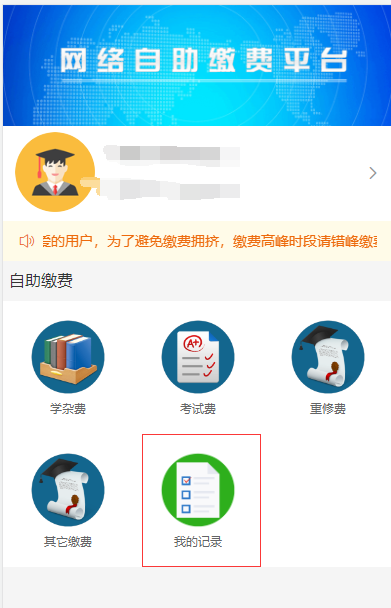 网络自助缴费平台
爱的用户，为了避免缴费拥挤，缴费高峰时段请错峰缴费
自助缴费
A+
学杂费
考试费
重修费
其它缴费
我的记录